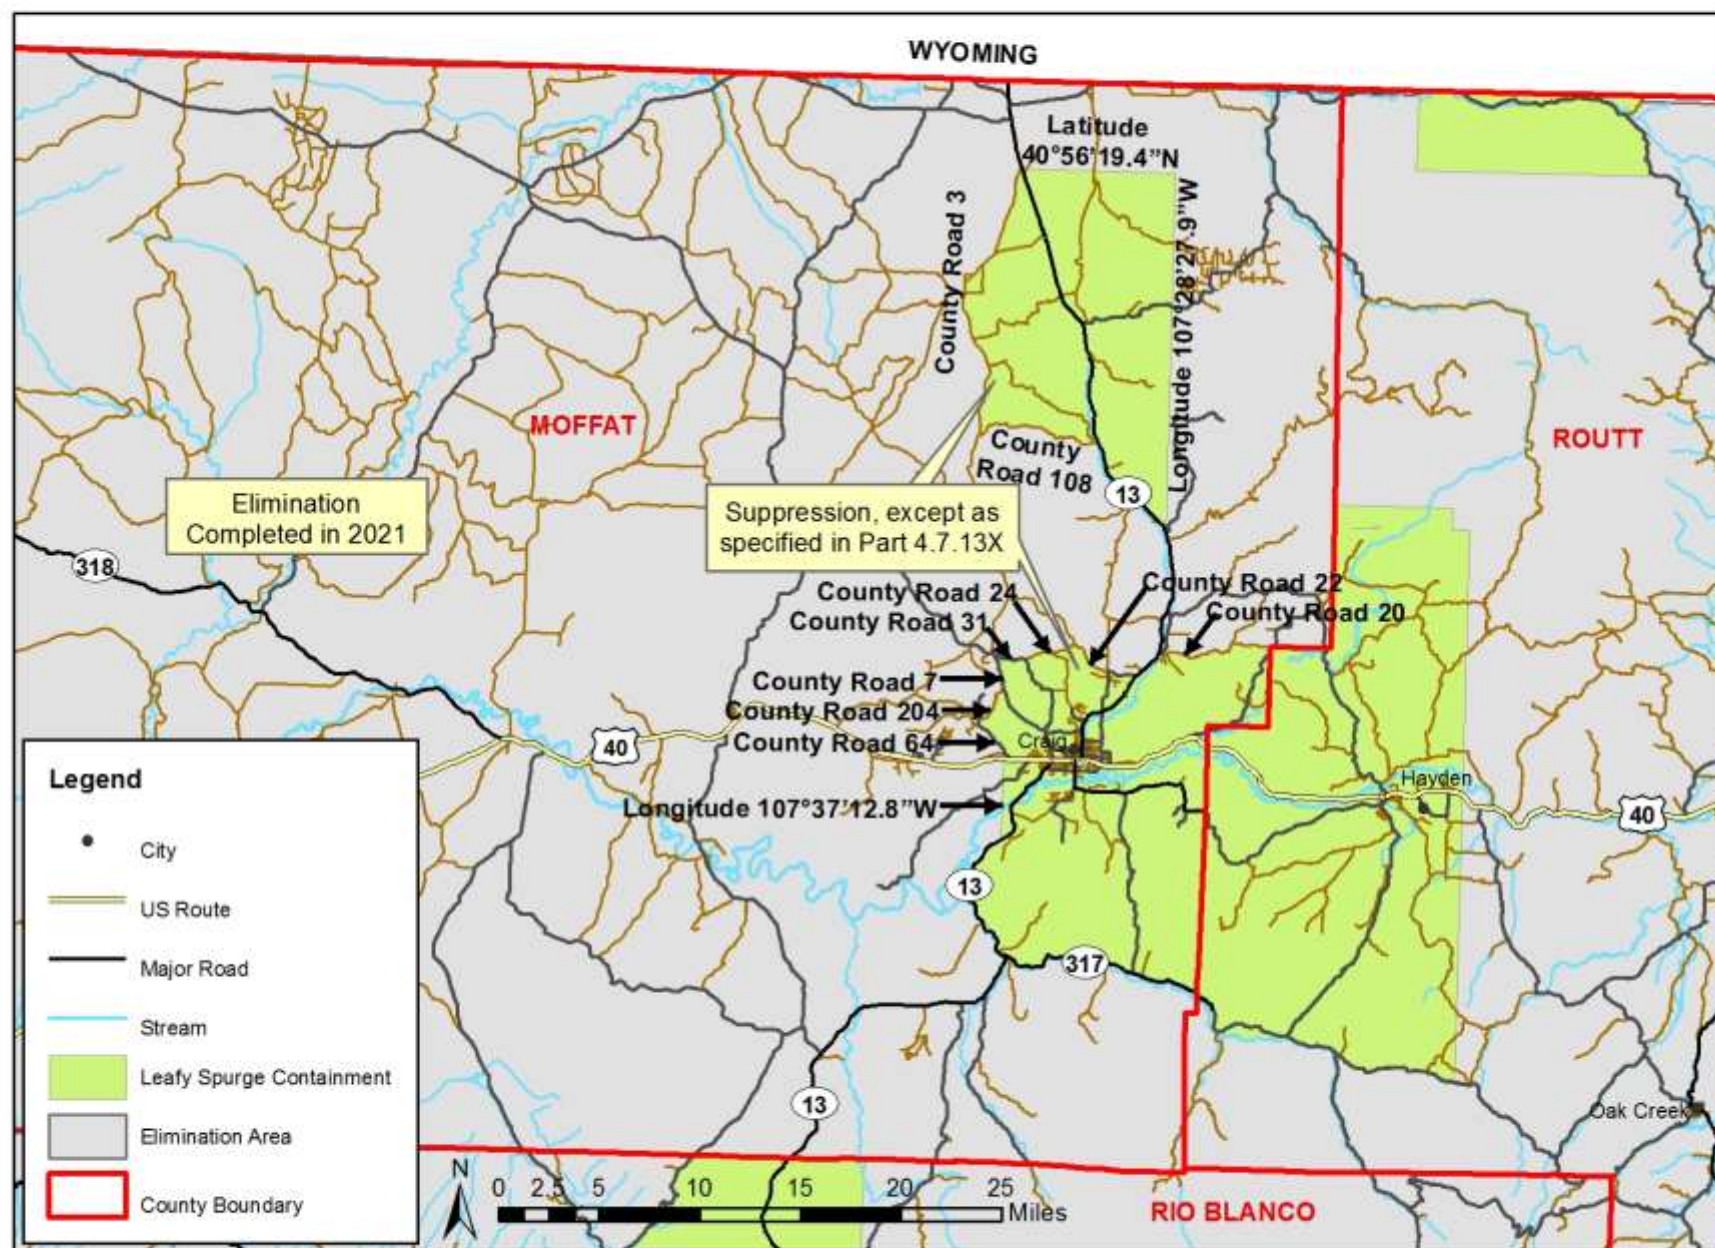 WYOMING
Latitude
40°56'19.4"N
County Road 3
Longitude 107°28'27.9"W
MOFFAT
ROUTT
County
Road 108
13
Elimination
Completed in 2021
Suppression, except as
specified in Part 4.7.13X
318
County Road 24
County Road 22
County Road 31
County Road 20
County Road 7
County Road 204
County Road 64
Craig
40
Hayden
40
Longitude 107°37'12.8"W
13
317
13
Oak Creek
Legend
City
US Route
Major Road
Stream
Leafy Spurge Containment
Elimination Area
County Boundary
N
0 2.5 5 10 15 20 25
Miles
RIO BLANCO